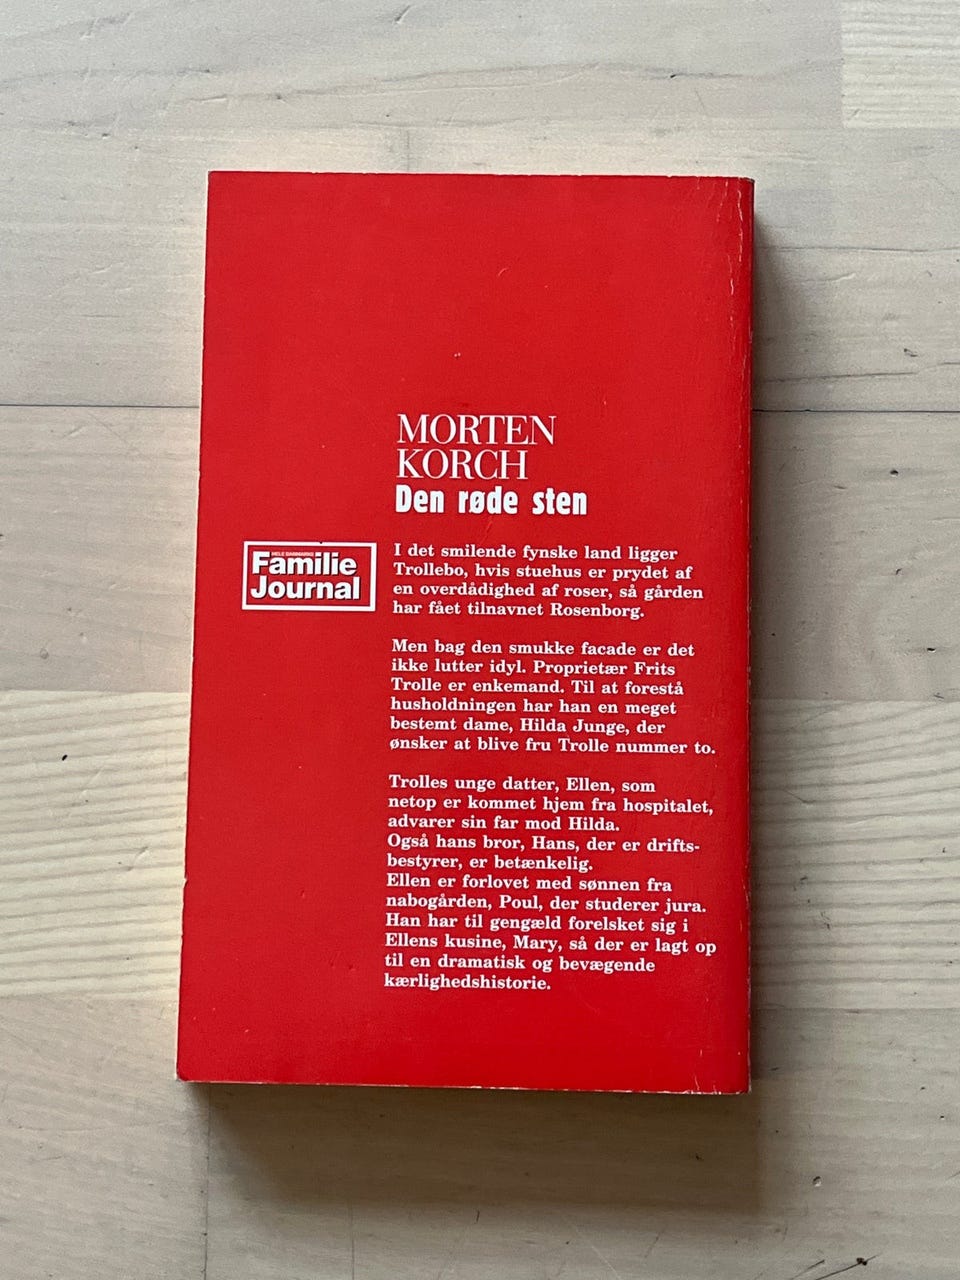 MORTEN
KORCH
Den røde sten
HELE DANMARKS
Familie
Journal
I det smilende fynske land ligger
Trollebo, hvis stuehus er prydet af
en overdådighed af roser, så gården
har fået tilnavnet Rosenborg.
Men bag den smukke facade er det
ikke lutter idyl. Proprietær Frits
Trolle er enkemand. Til at forestå
husholdningen har han en meget
bestemt dame, Hilda Junge, der
ønsker at blive fru Trolle nummer to.
Trolles unge datter, Ellen, som
netop er kommet hjem fra hospitalet,
advarer sin far mod Hilda.
Også hans bror, Hans, der er drifts-
bestyrer, er betænkelig.
Ellen er forlovet med sønnen fra
nabogården, Poul, der studerer jura.
Han har til gengæld forelsket sig i
Ellens kusine, Mary, så der er lagt op
til en dramatisk og bevægende
kærlighedshistorie.